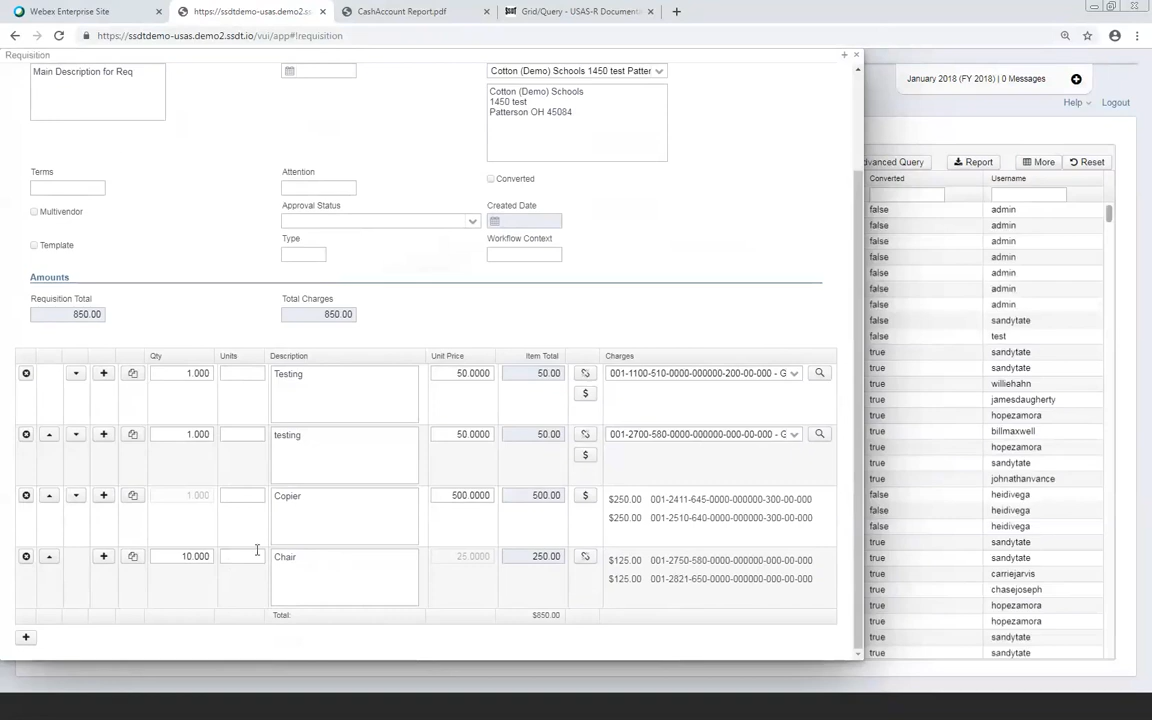 Webex Enterprise Site
https://ssdtdemo-usas.demo2.ss
CashAccount Report.pdf
Grid/Query - USAS-R Documenta
https://ssdtdemo-usas.demo2.ssdt.io/vui/app#!requisition
Requisition
January 2018 (FY 2018) | 0 Messages
Help
Logout
Main Description for Req
Cotton (Demo) Schools 1450 test Patter
Cotton (Demo) Schools
1450 test
Patterson OH 45084
dvanced Query
Report
More
Reset
Terms
Attention
Converted
Multivendor
Approval Status
Created Date
Template
Type
Workflow Context
Amounts
Requisition Total
Total Charges
850.00
850.00
Qty Units Description Unit Price Item Total Charges
1.000 Testing 50.0000 50.00 001-1100-510-0000-000000-200-00-000 - G
$
1.000 testing 50.0000 50.00 001-2700-580-0000-000000-000-00-000 - G
$
1.000 Copier 500.0000 500.00 $
$250.00 001-2411-645-0000-000000-300-00-000
$250.00 001-2510-640-0000-000000-300-00-000
10.000 Chair 25.0000 250.00
$125.00 001-2750-580-0000-000000-000-00-000
$125.00 001-2821-650-0000-000000-000-00-000
Total: $850.00
Converted Username
false admin
false admin
false admin
false admin
false admin
false admin
false admin
false sandytate
false test
true sandytate
true sandytate
true williehahn
true jamesdaugherty
true hopezamora
true billmaxwell
true hopezamora
true sandytate
true johnathanvance
false heidivega
false heidivega
false heidivega
true sandytate
true sandytate
true carriejarvis
true chasejoseph
true hopezamora
true hopezamora
true sandytate
true sandytate